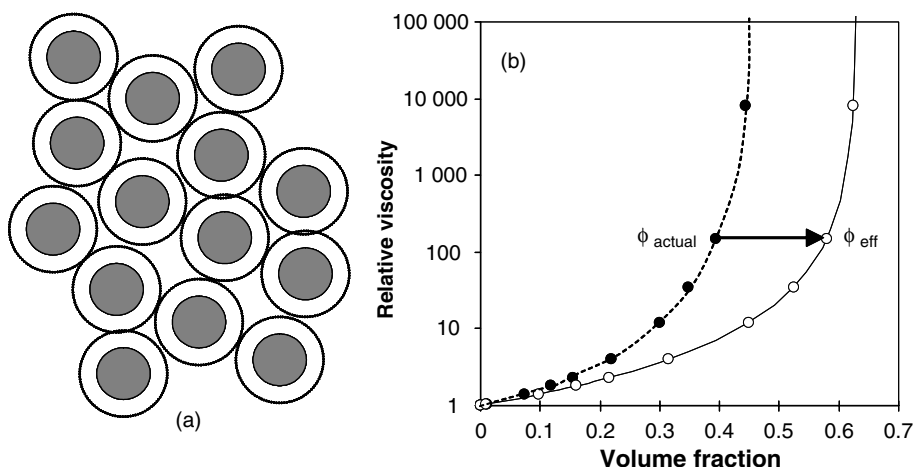 (a)
(b)
100 000
10 000
1 000
100
10
1
Relative viscosity
ϕ actual
ϕ eff
0 0.1 0.2 0.3 0.4 0.5 0.6 0.7
Volume fraction